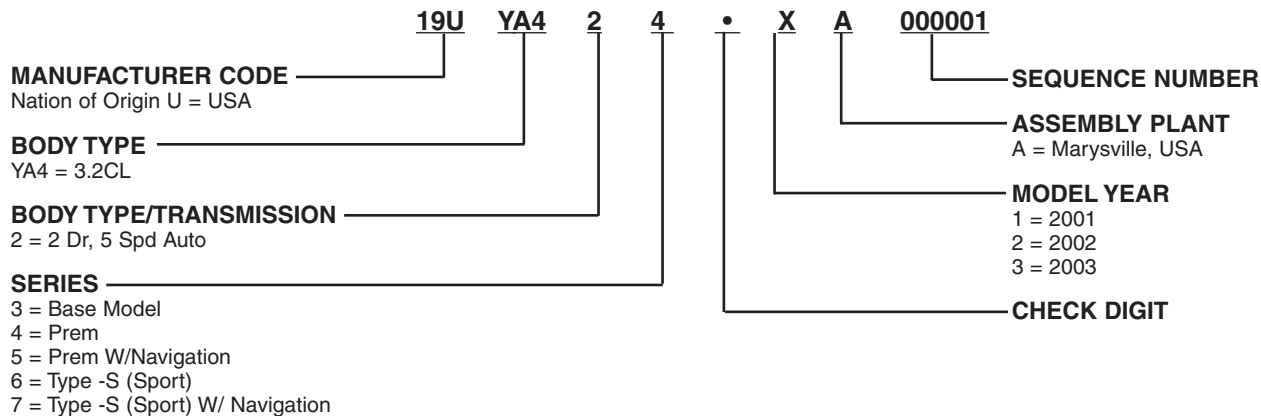 19U YA4 2 4 • X A 000001
MANUFACTURER CODE
Nation of Origin U = USA
BODY TYPE
YA4 = 3.2CL
BODY TYPE/TRANSMISSION
2 = 2 Dr, 5 Spd Auto
SERIES
3 = Base Model
4 = Prem
5 = Prem W/Navigation
6 = Type -S (Sport)
7 = Type -S (Sport) W/ Navigation
SEQUENCE NUMBER
ASSEMBLY PLANT
A = Marysville, USA
MODEL YEAR
1 = 2001
2 = 2002
3 = 2003
CHECK DIGIT